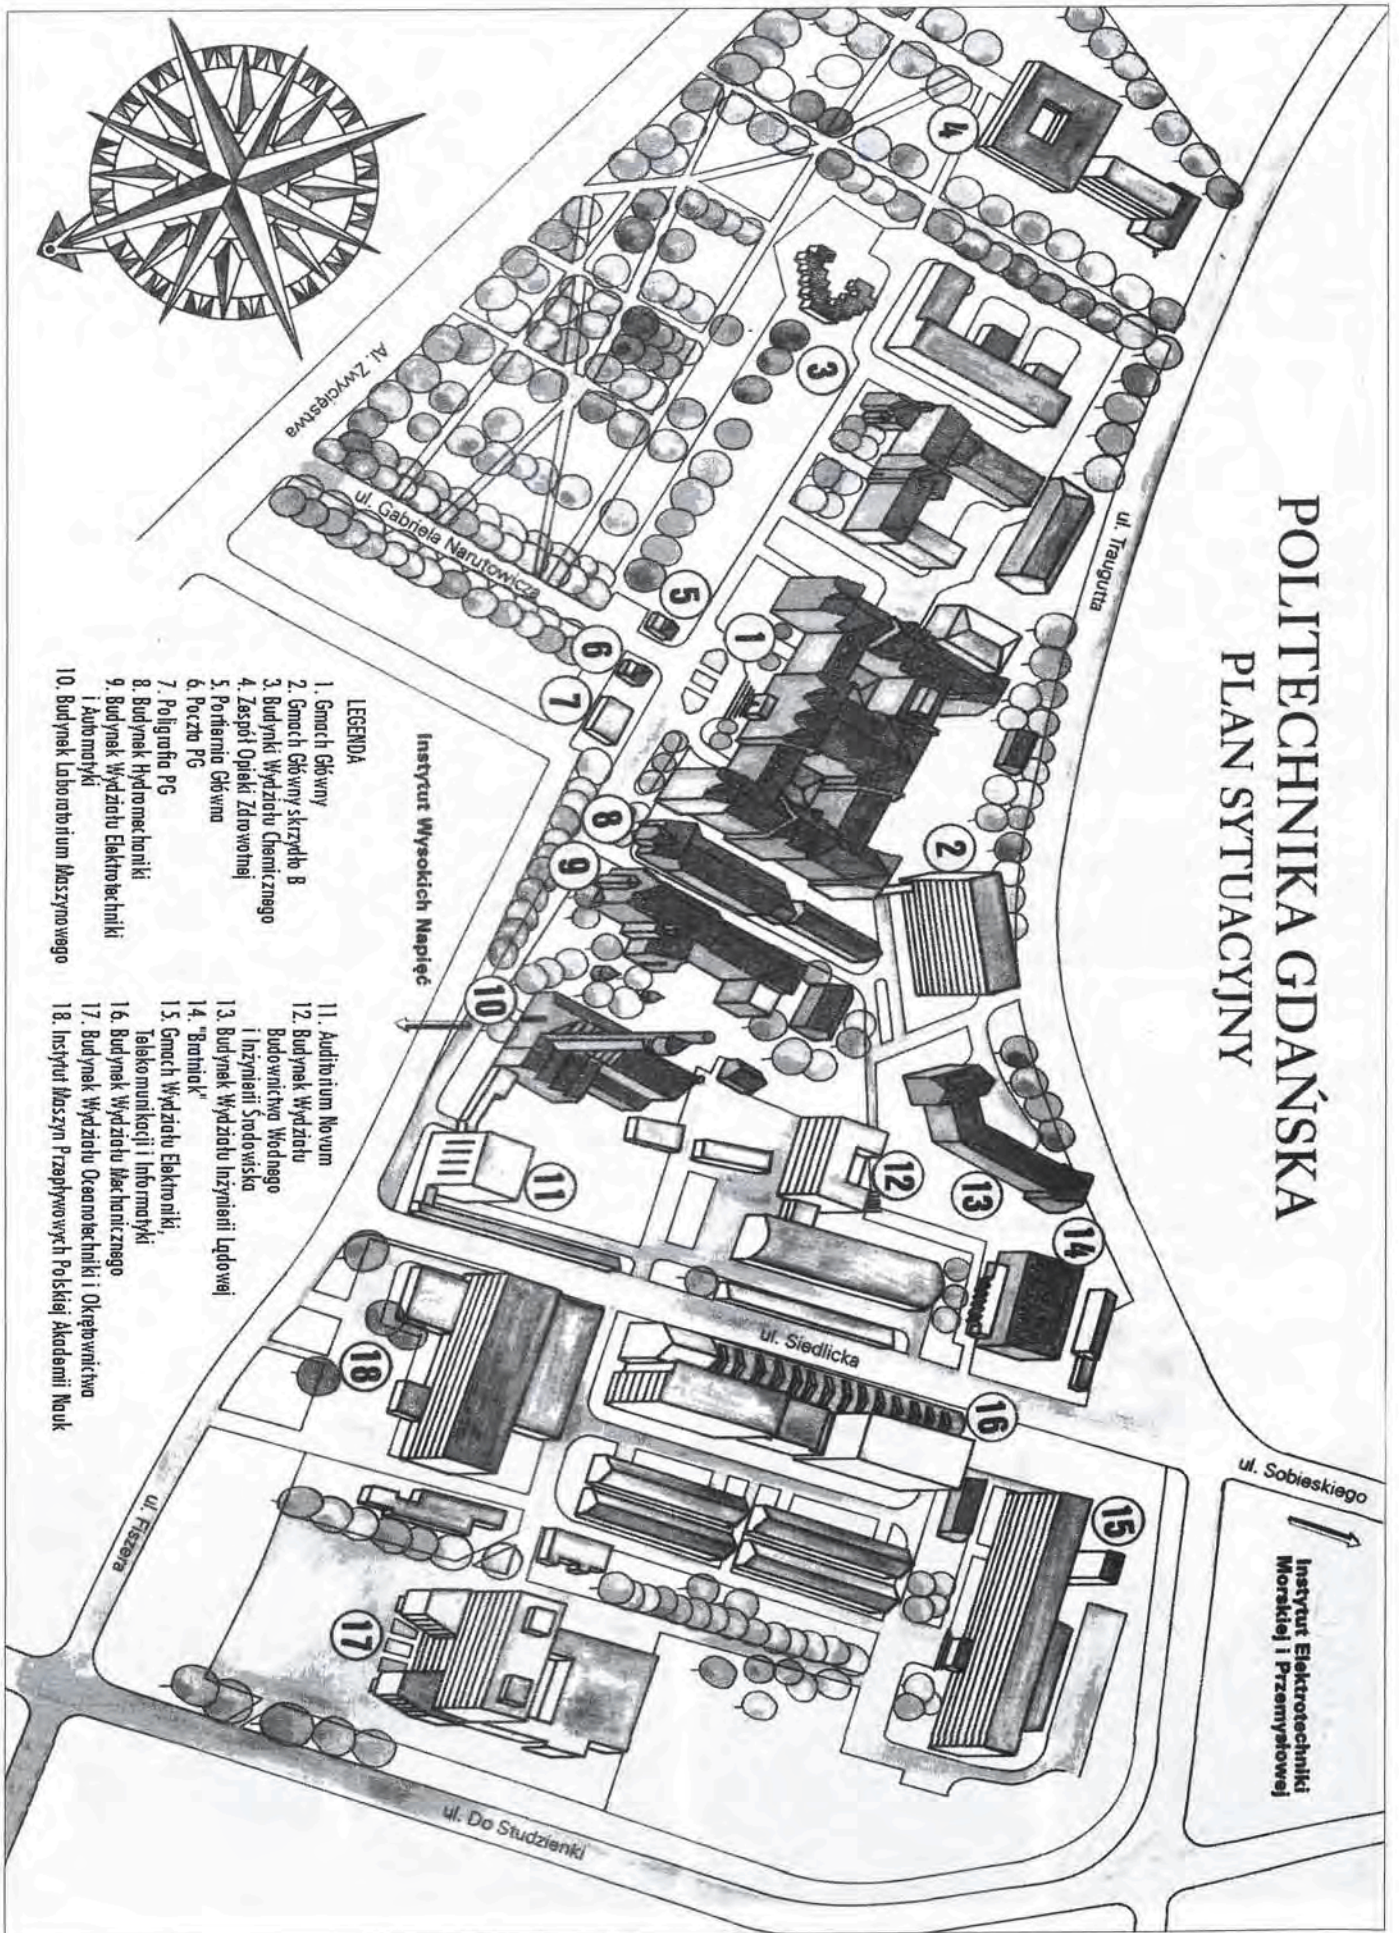 POLITECHNIKA GDAŃSKA
PLAN SYTUACYJNY
ul. Traugutta
ul. Sobieskiego
Instytut Elektrotechniki
Morskiej i Przemysłowej
4
3
1
2
5
6
7
8
9
10
11
12
13
14
15
16
17
18
ul. Siedlicka
Al. Zwycięstwa
ul. Gabriela Narutowicza
Instytut Wysokich Napięć
ul. Fiszera
ul. Do Studzienki
LEGENDA
1. Gmach Główny
2. Gmach Główny skrzydło B
3. Budynki Wydziału Chemicznego
4. Zespół Opieki Zdrowotnej
5. Portiernia Główna
6. Poczta PG
7. Poligrafia PG
8. Budynek Hydromechaniki
9. Budynek Wydziału Elektrotechniki
i Automatyki
10. Budynek Laboratorium Maszynowego
11. Auditorium Novum
12. Budynek Wydziału
Budownictwa Wodnego
i Inżynierii Środowiska
13. Budynek Wydziału Inżynierii Lądowej
14. "Bratniak"
15. Gmach Wydziału Elektroniki,
Telekomunikacji i Informatyki
16. Budynek Wydziału Mechanicznego
17. Budynek Wydziału Oceanotechniki i Okrętownictwa
18. Instytut Maszyn Przepływowych Polskiej Akademii Nauk